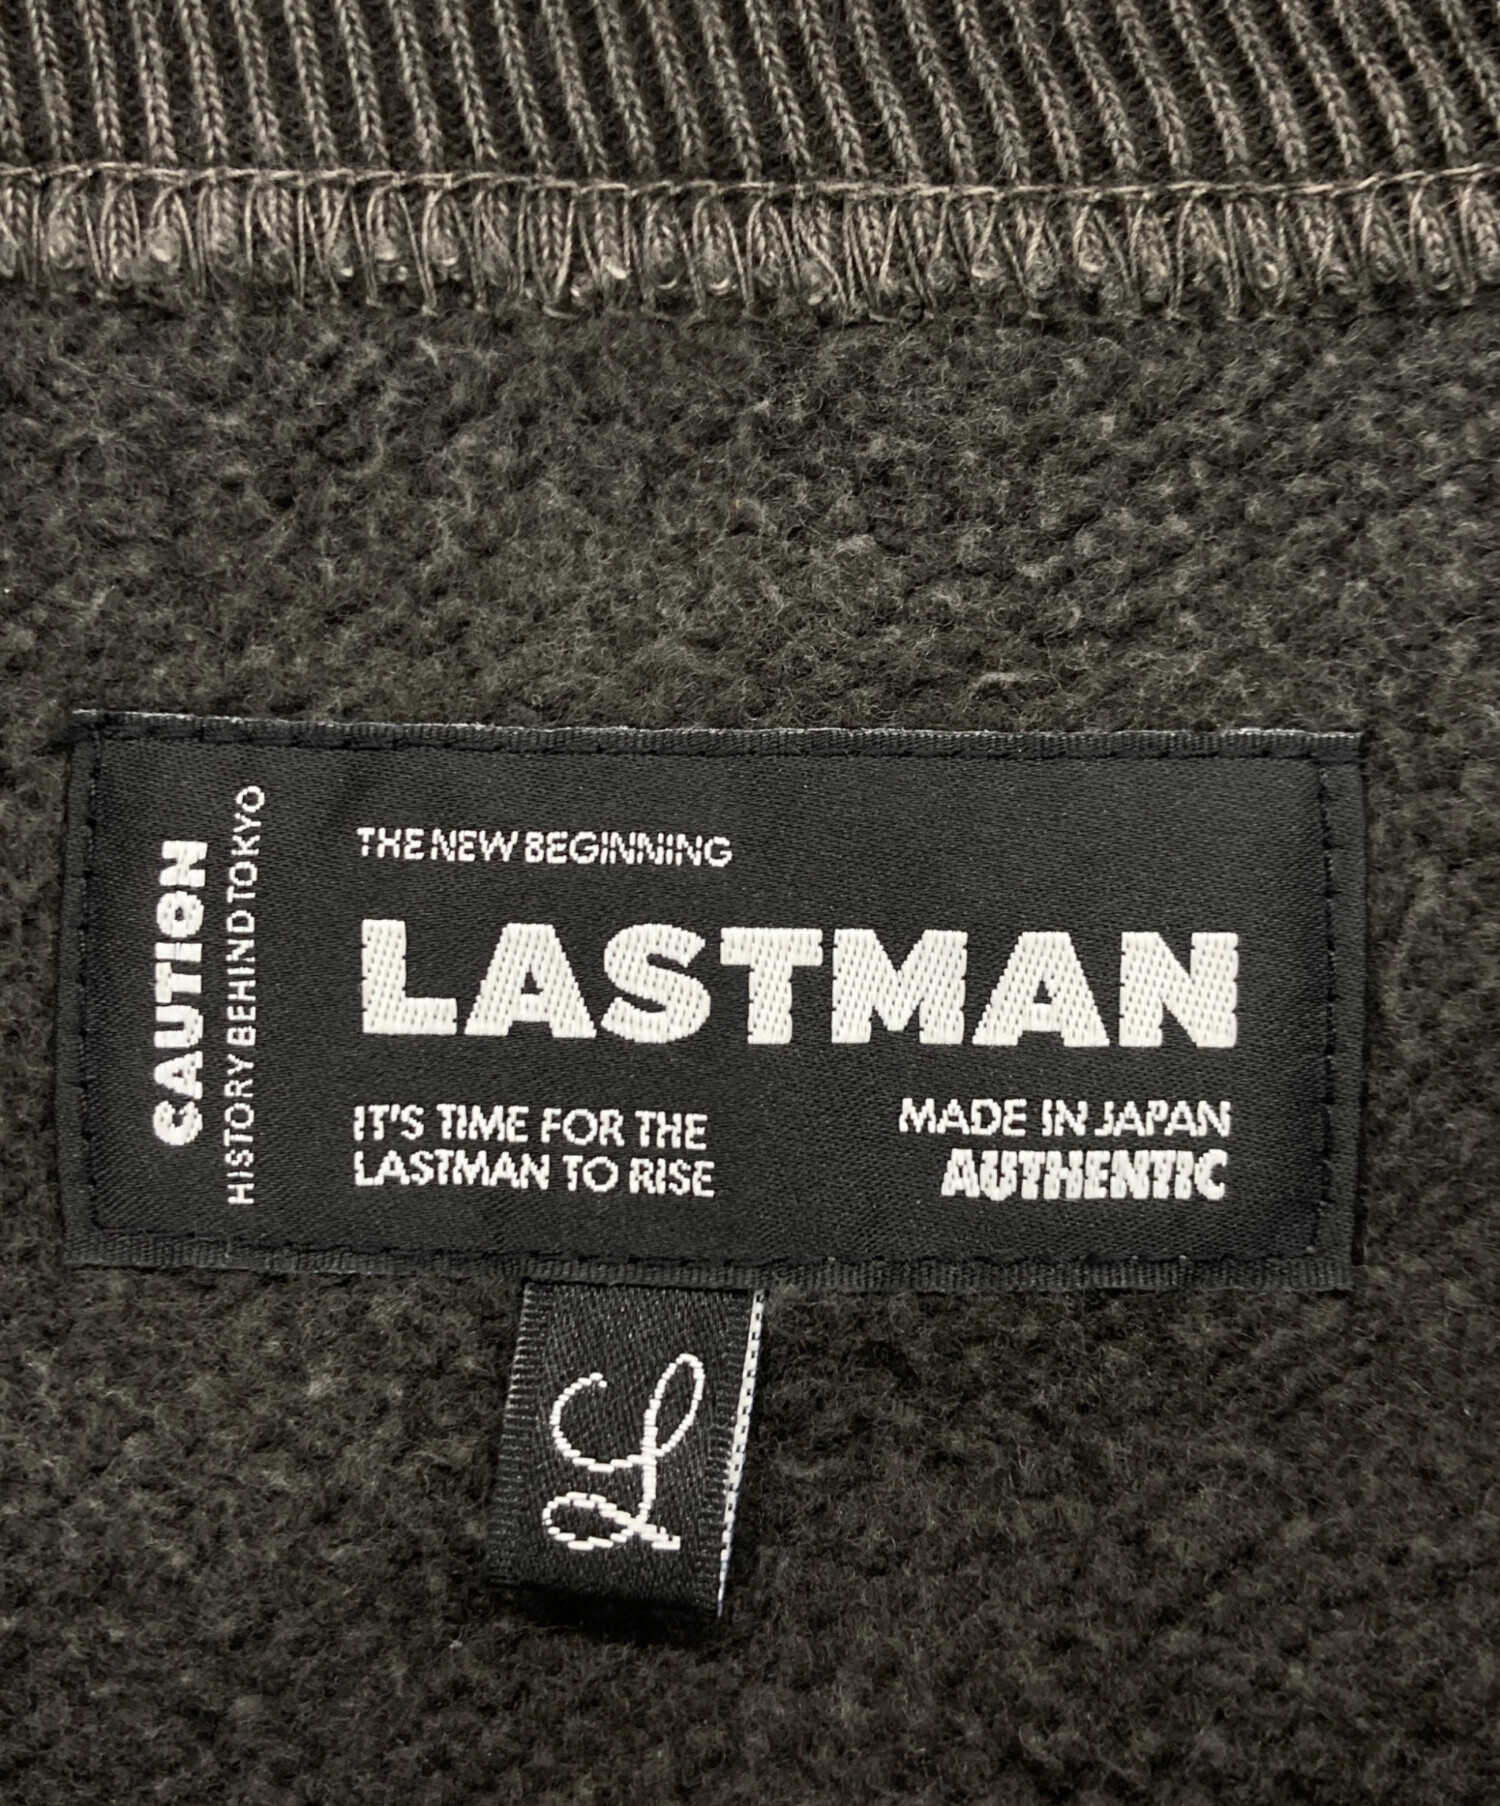 CAUTION
HISTORY BEHIND TOKYO
THE NEW BEGINNING
LASTMAN
IT'S TIME FOR THE
LASTMAN TO RISE
MADE IN JAPAN
AUTHENTIC
L